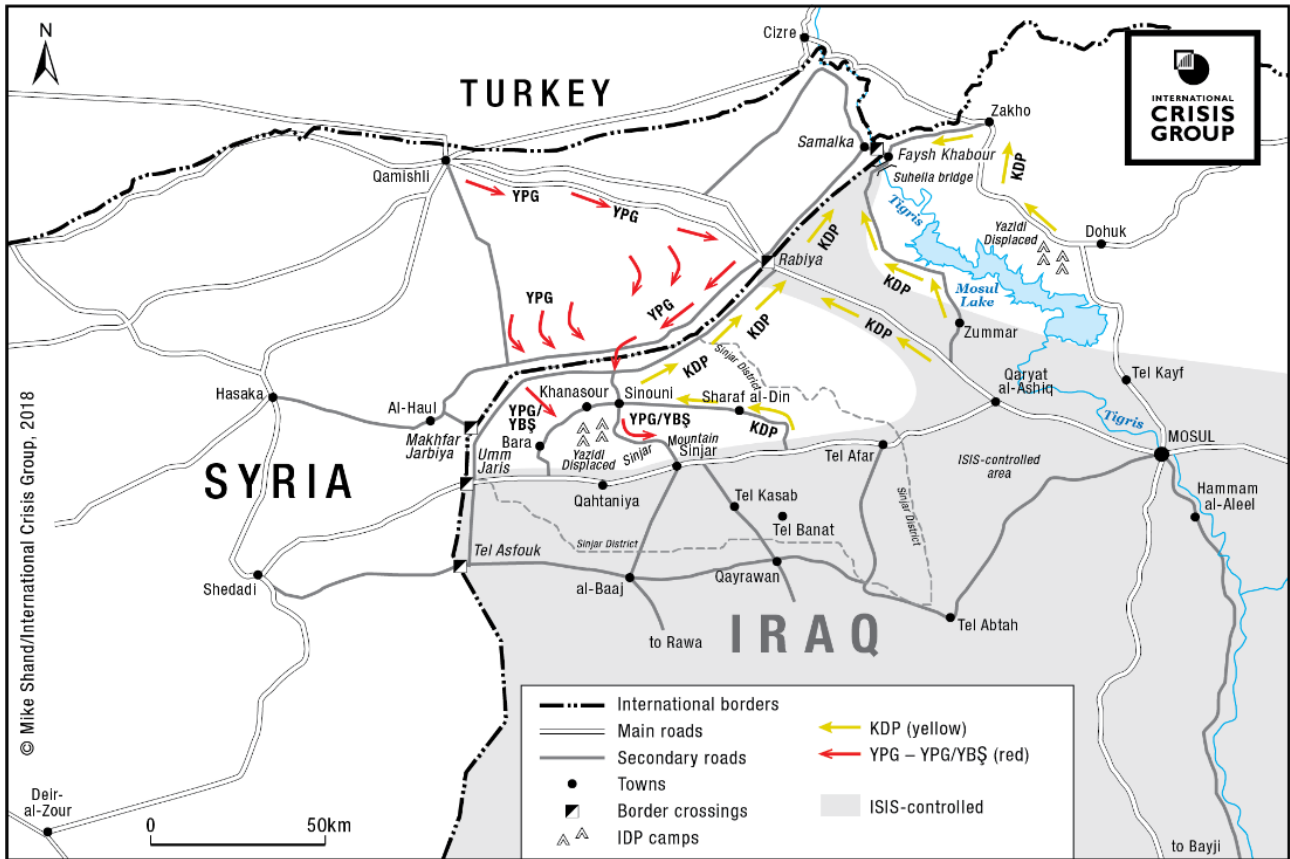 N
Cizre
TURKEY
INTERNATIONAL
CRISIS
GROUP
Zakho
Samalka
Faysh Khabour
Suheila bridge
Qamishli
YPG
YPG
KDP
Tigris
Yazidi
Displaced
Dohuk
KDP
Rabiya
YPG
YPG
KDP
Mosul
Lake
KDP
KDP
Zummar
Sinjar District
KDP
Qaryat
al-Ashiq
Tel Kayf
Hasaka
Al-Haul
Khanasour
Sinouni
Sharaf al-Din
YPG/
YBŞ
YPG/YBŞ
KDP
Tigris
Makhfar
Jarbiya
Bara
Yazidi
Displaced
Sinjar
Mountain
Sinjar
MOSUL
Umm
Jaris
Tel Afar
ISIS-controlled
area
SYRIA
Qahtaniya
Tel Kasab
Hammam
al-Aleel
Tel Banat
Sinjar District
Sinjar District
Tel Asfouk
Shedadi
al-Baaj
Qayrawan
Tel Abtah
to Rawa
IRAQ
© Mike Shand/International Crisis Group, 2018
International borders
Main roads
Secondary roads
Towns
Border crossings
IDP camps
KDP (yellow)
YPG – YPG/YBŞ (red)
ISIS-controlled
Deir-
al-Zour
0 50km
to Bayji